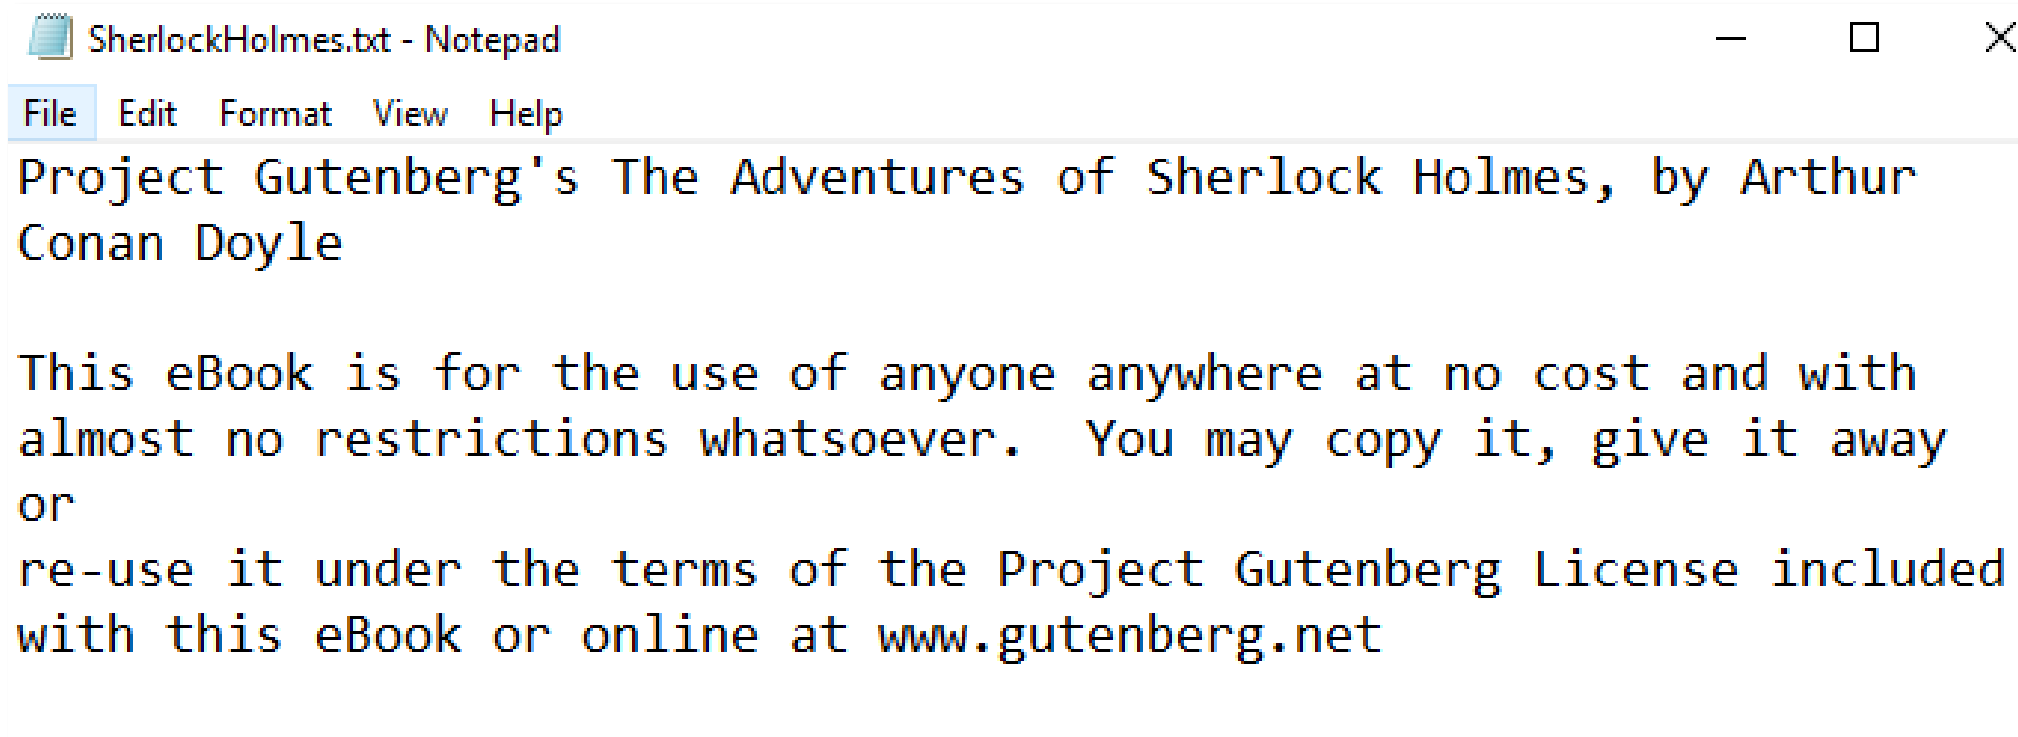 SherlockHolmes.txt - Notepad
File Edit Format View Help
Project Gutenberg's The Adventures of Sherlock Holmes, by Arthur
Conan Doyle
This eBook is for the use of anyone anywhere at no cost and with
almost no restrictions whatsoever.  You may copy it, give it away
or
re-use it under the terms of the Project Gutenberg License included
with this eBook or online at www.gutenberg.net